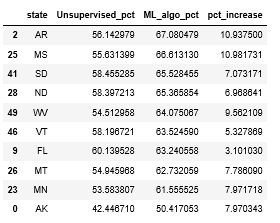 state Unsupervised_pct ML_algo_pct pct_increase
2 AR 56.142979 67.080479 10.937500
25 MS 55.631399 66.613130 10.981731
41 SD 58.455285 65.528455 7.073171
28 ND 58.397213 65.365854 6.968641
49 WV 54.512958 64.075067 9.562109
46 VT 58.196721 63.524590 5.327869
9 FL 60.139528 63.240558 3.101030
26 MT 54.945968 62.732059 7.786090
23 MN 53.583807 61.555525 7.971718
0 AK 42.446710 50.417053 7.970343